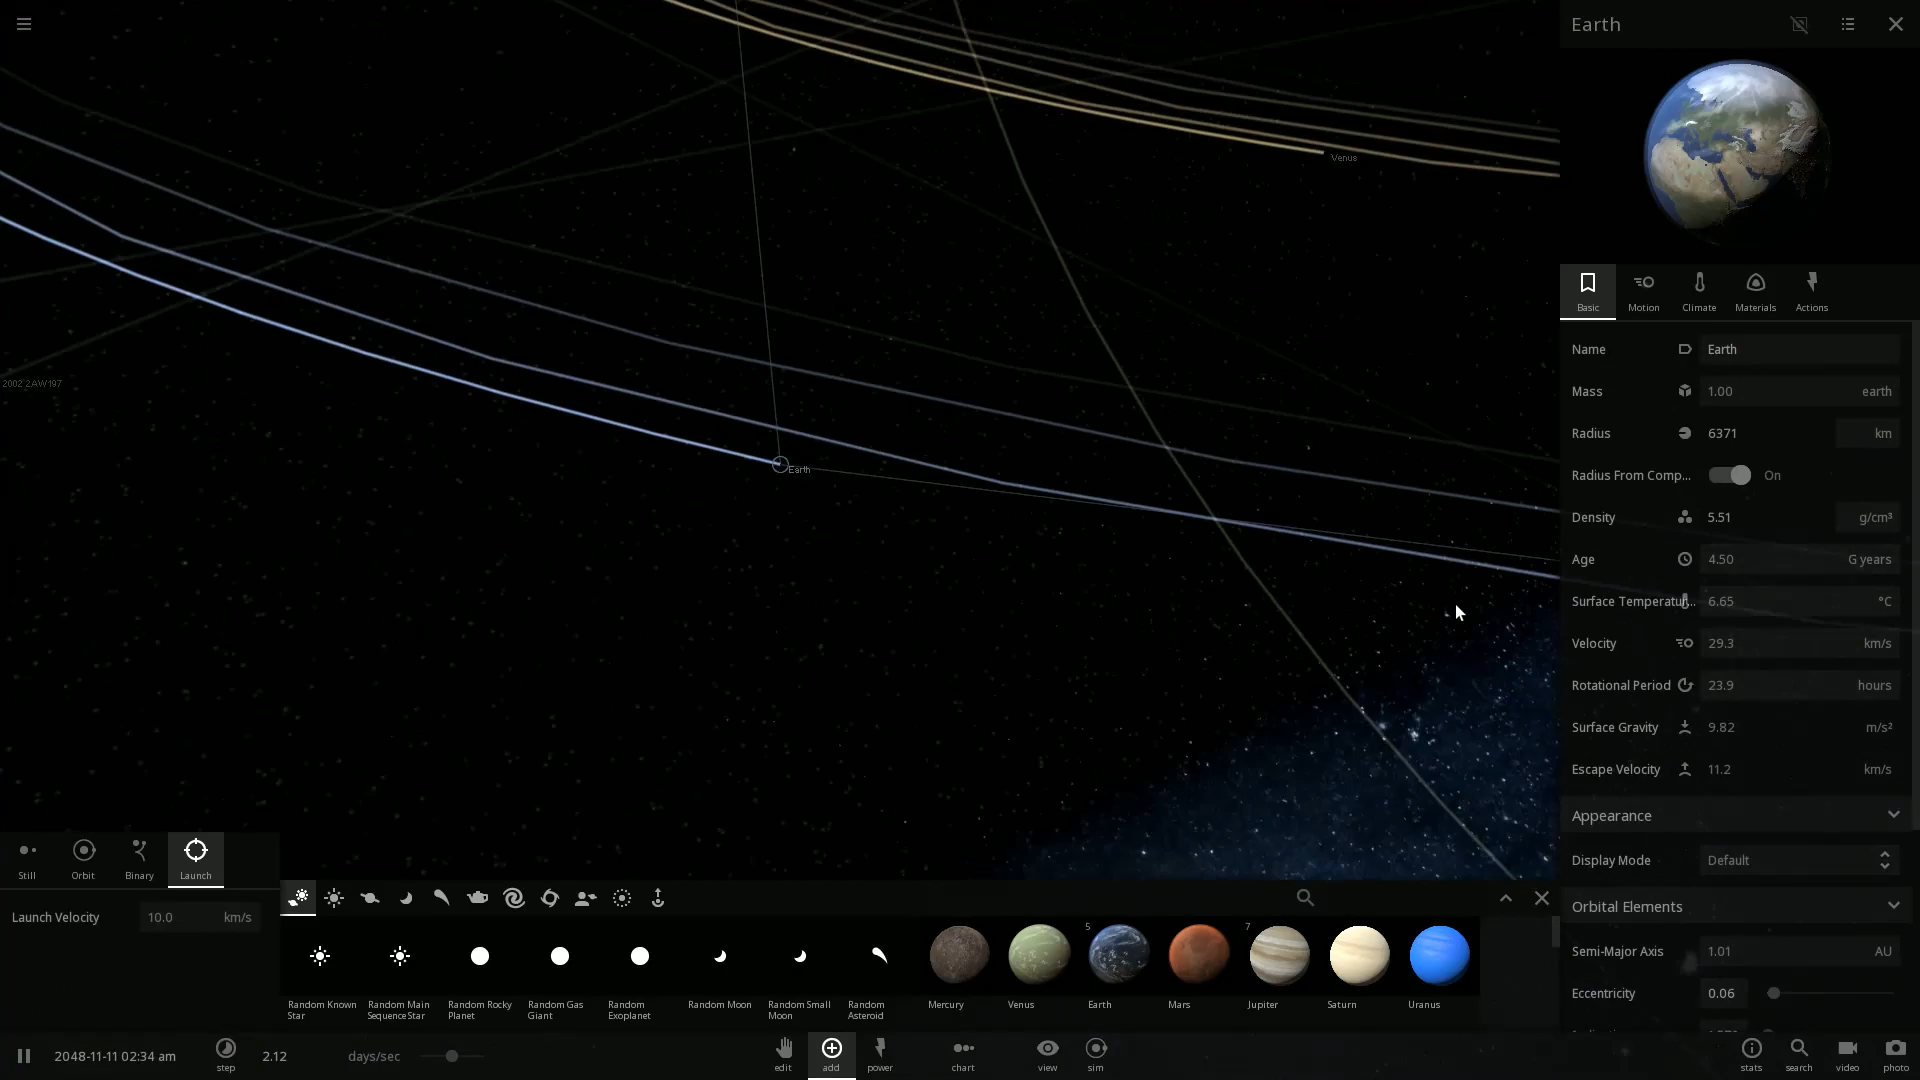 Earth
Venus
2002 2AW197
Earth
Basic
Motion
Climate
Materials
Actions
Name Earth
Mass 1.00 earth
Radius 6371 km
Radius From Comp... On
Density 5.51 g/cm³
Age 4.50 G years
Surface Temperatur... 6.65 °C
Velocity 29.3 km/s
Rotational Period 23.9 hours
Surface Gravity 9.82 m/s²
Escape Velocity 11.2 km/s
Appearance
Display Mode Default
Orbital Elements
Semi-Major Axis 1.01 AU
Eccentricity 0.06
Still
Orbit
Binary
Launch
Launch Velocity 10.0 km/s
5
7
Random Known
Star
Random Main
Sequence Star
Random Rocky
Planet
Random Gas
Giant
Random
Exoplanet
Random Moon
Random Small
Moon
Random
Asteroid
Mercury
Venus
Earth
Mars
Jupiter
Saturn
Uranus
2048-11-11 02:34 am
step
2.12 days/sec
edit
add
power
chart
view
sim
stats
search
video
photo